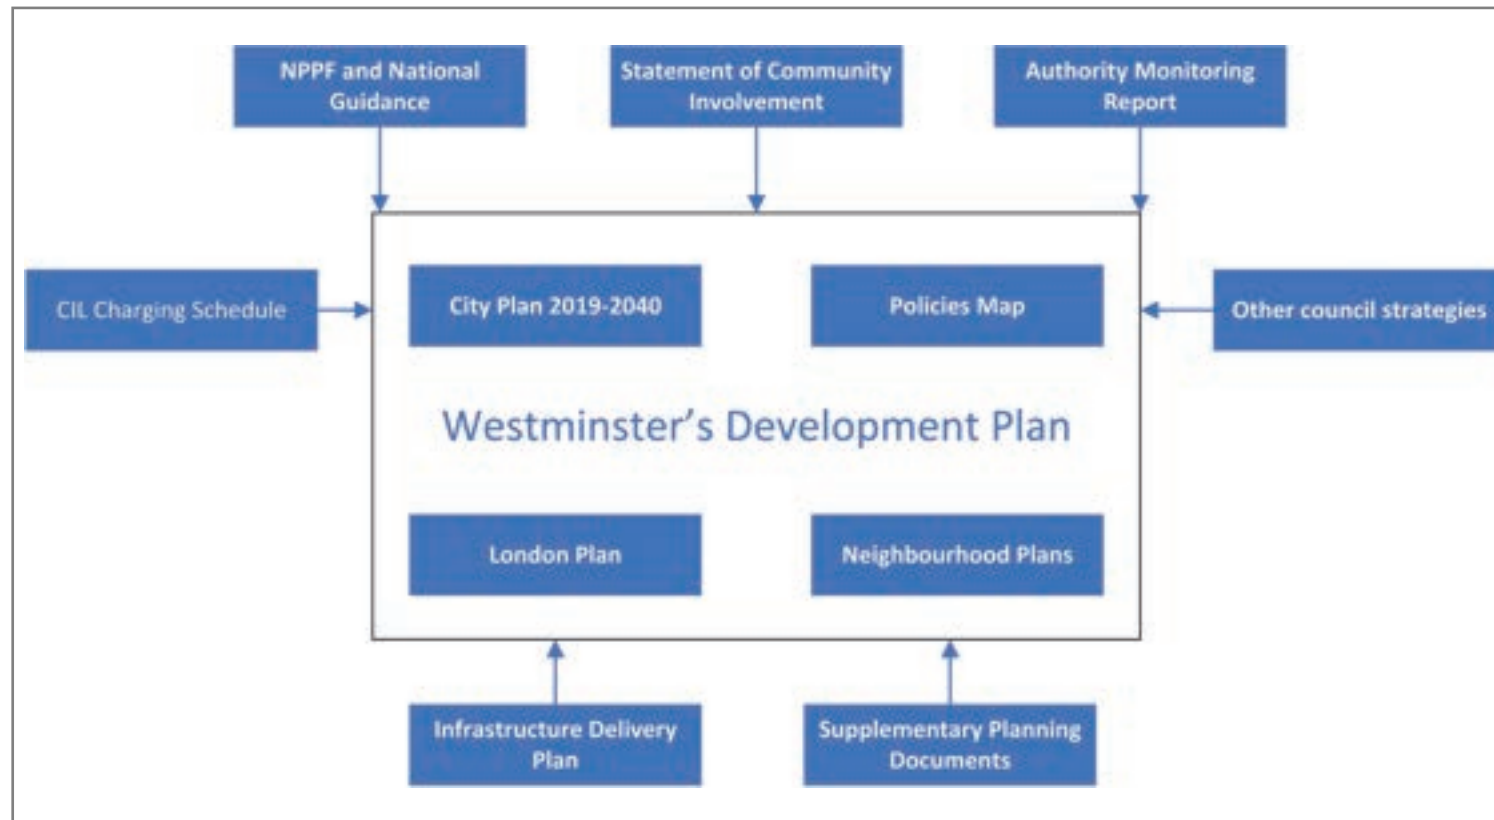 NPPF and National
Guidance
Statement of Community
Involvement
Authority Monitoring
Report
CIL Charging Schedule
City Plan 2019-2040
Policies Map
Other council strategies
Westminster’s Development Plan
London Plan
Neighbourhood Plans
Infrastructure Delivery
Plan
Supplementary Planning
Documents